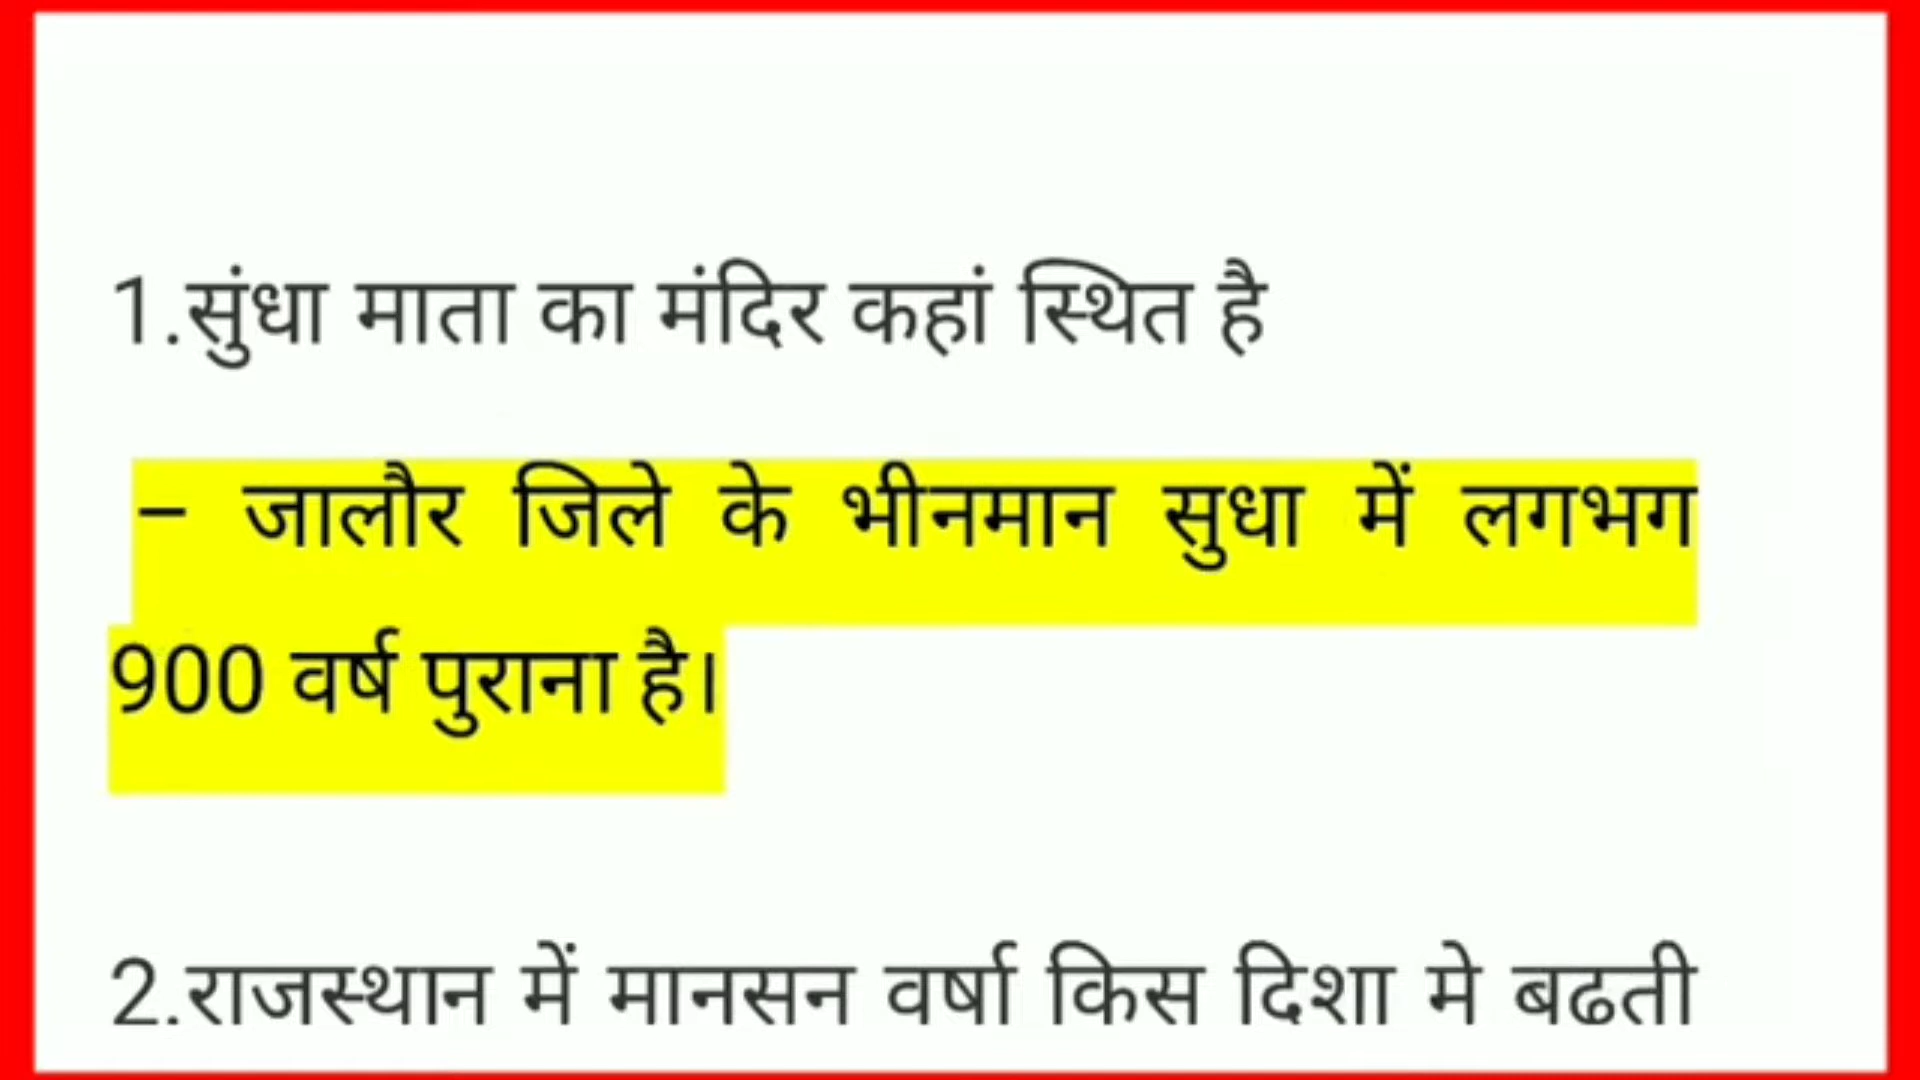 1.सुंधा माता का मंदिर कहां स्थित है
– जालौर जिले के भीनमान सुधा में लगभग
900 वर्ष पुराना है।
2.राजस्थान में मानसन वर्षा किस दिशा मे बढती